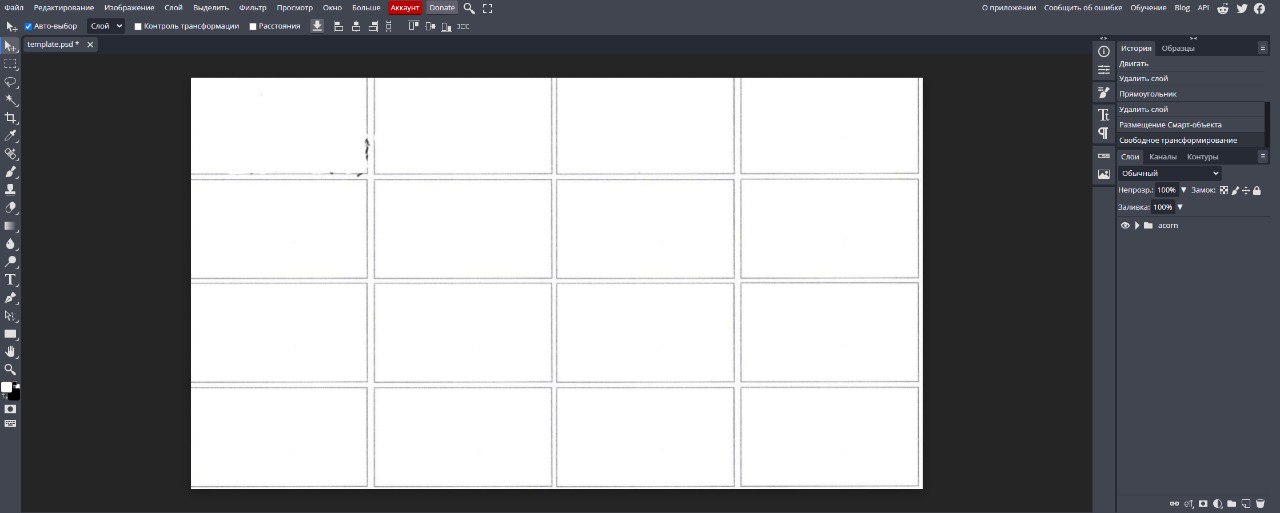 Файл Редактирование Изображение Слой Выделить Фильтр Просмотр Окно Больше Аккаунт Donate О приложении Сообщить об ошибке Обучение Blog API
Авто-выбор Слой Контроль трансформации Расстояния
template.psd *
История Образцы
Двигать
Удалить слой
Прямоугольник
Удалить слой
Размещение Смарт-объекта
Свободное трансформирование
Слои Каналы Контуры
Обычный
Непрозр.: 100% Замок:
Заливка: 100%
acorn
eff